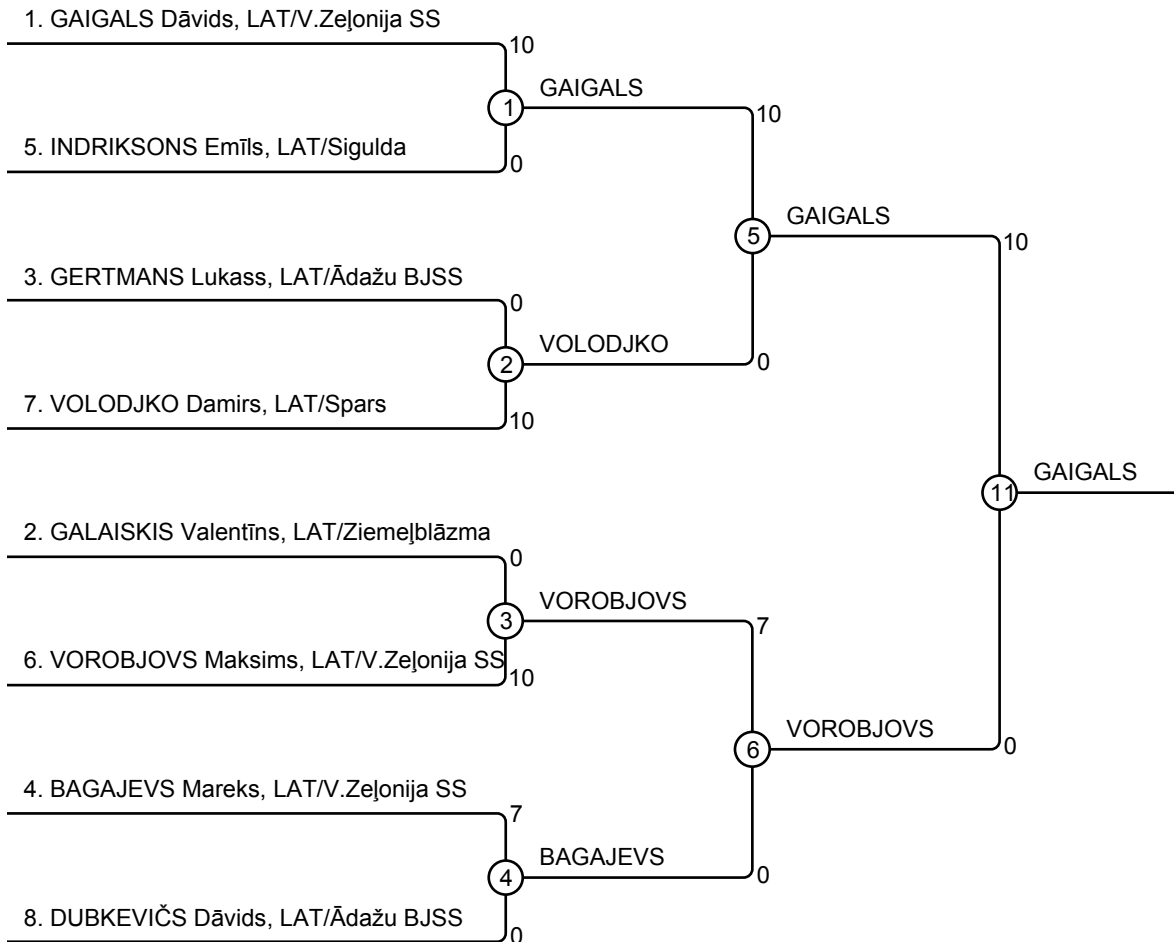 1. GAIGALS Dāvids, LAT/V.Zeļonija SS
10
1
GAIGALS
10
5. INDRIKSONS Emīls, LAT/Sigulda
0
5
GAIGALS
10
3. GERTMANS Lukass, LAT/Ādažu BJSS
0
2
VOLODJKO
0
7. VOLODJKO Damirs, LAT/Spars
10
11
GAIGALS
2. GALAISKIS Valentīns, LAT/Ziemeļblāzma
0
3
VOROBJOVS
7
6. VOROBJOVS Maksims, LAT/V.Zeļonija SS
10
6
VOROBJOVS
0
4. BAGAJEVS Mareks, LAT/V.Zeļonija SS
7
4
BAGAJEVS
0
8. DUBKEVIČS Dāvids, LAT/Ādažu BJSS
0